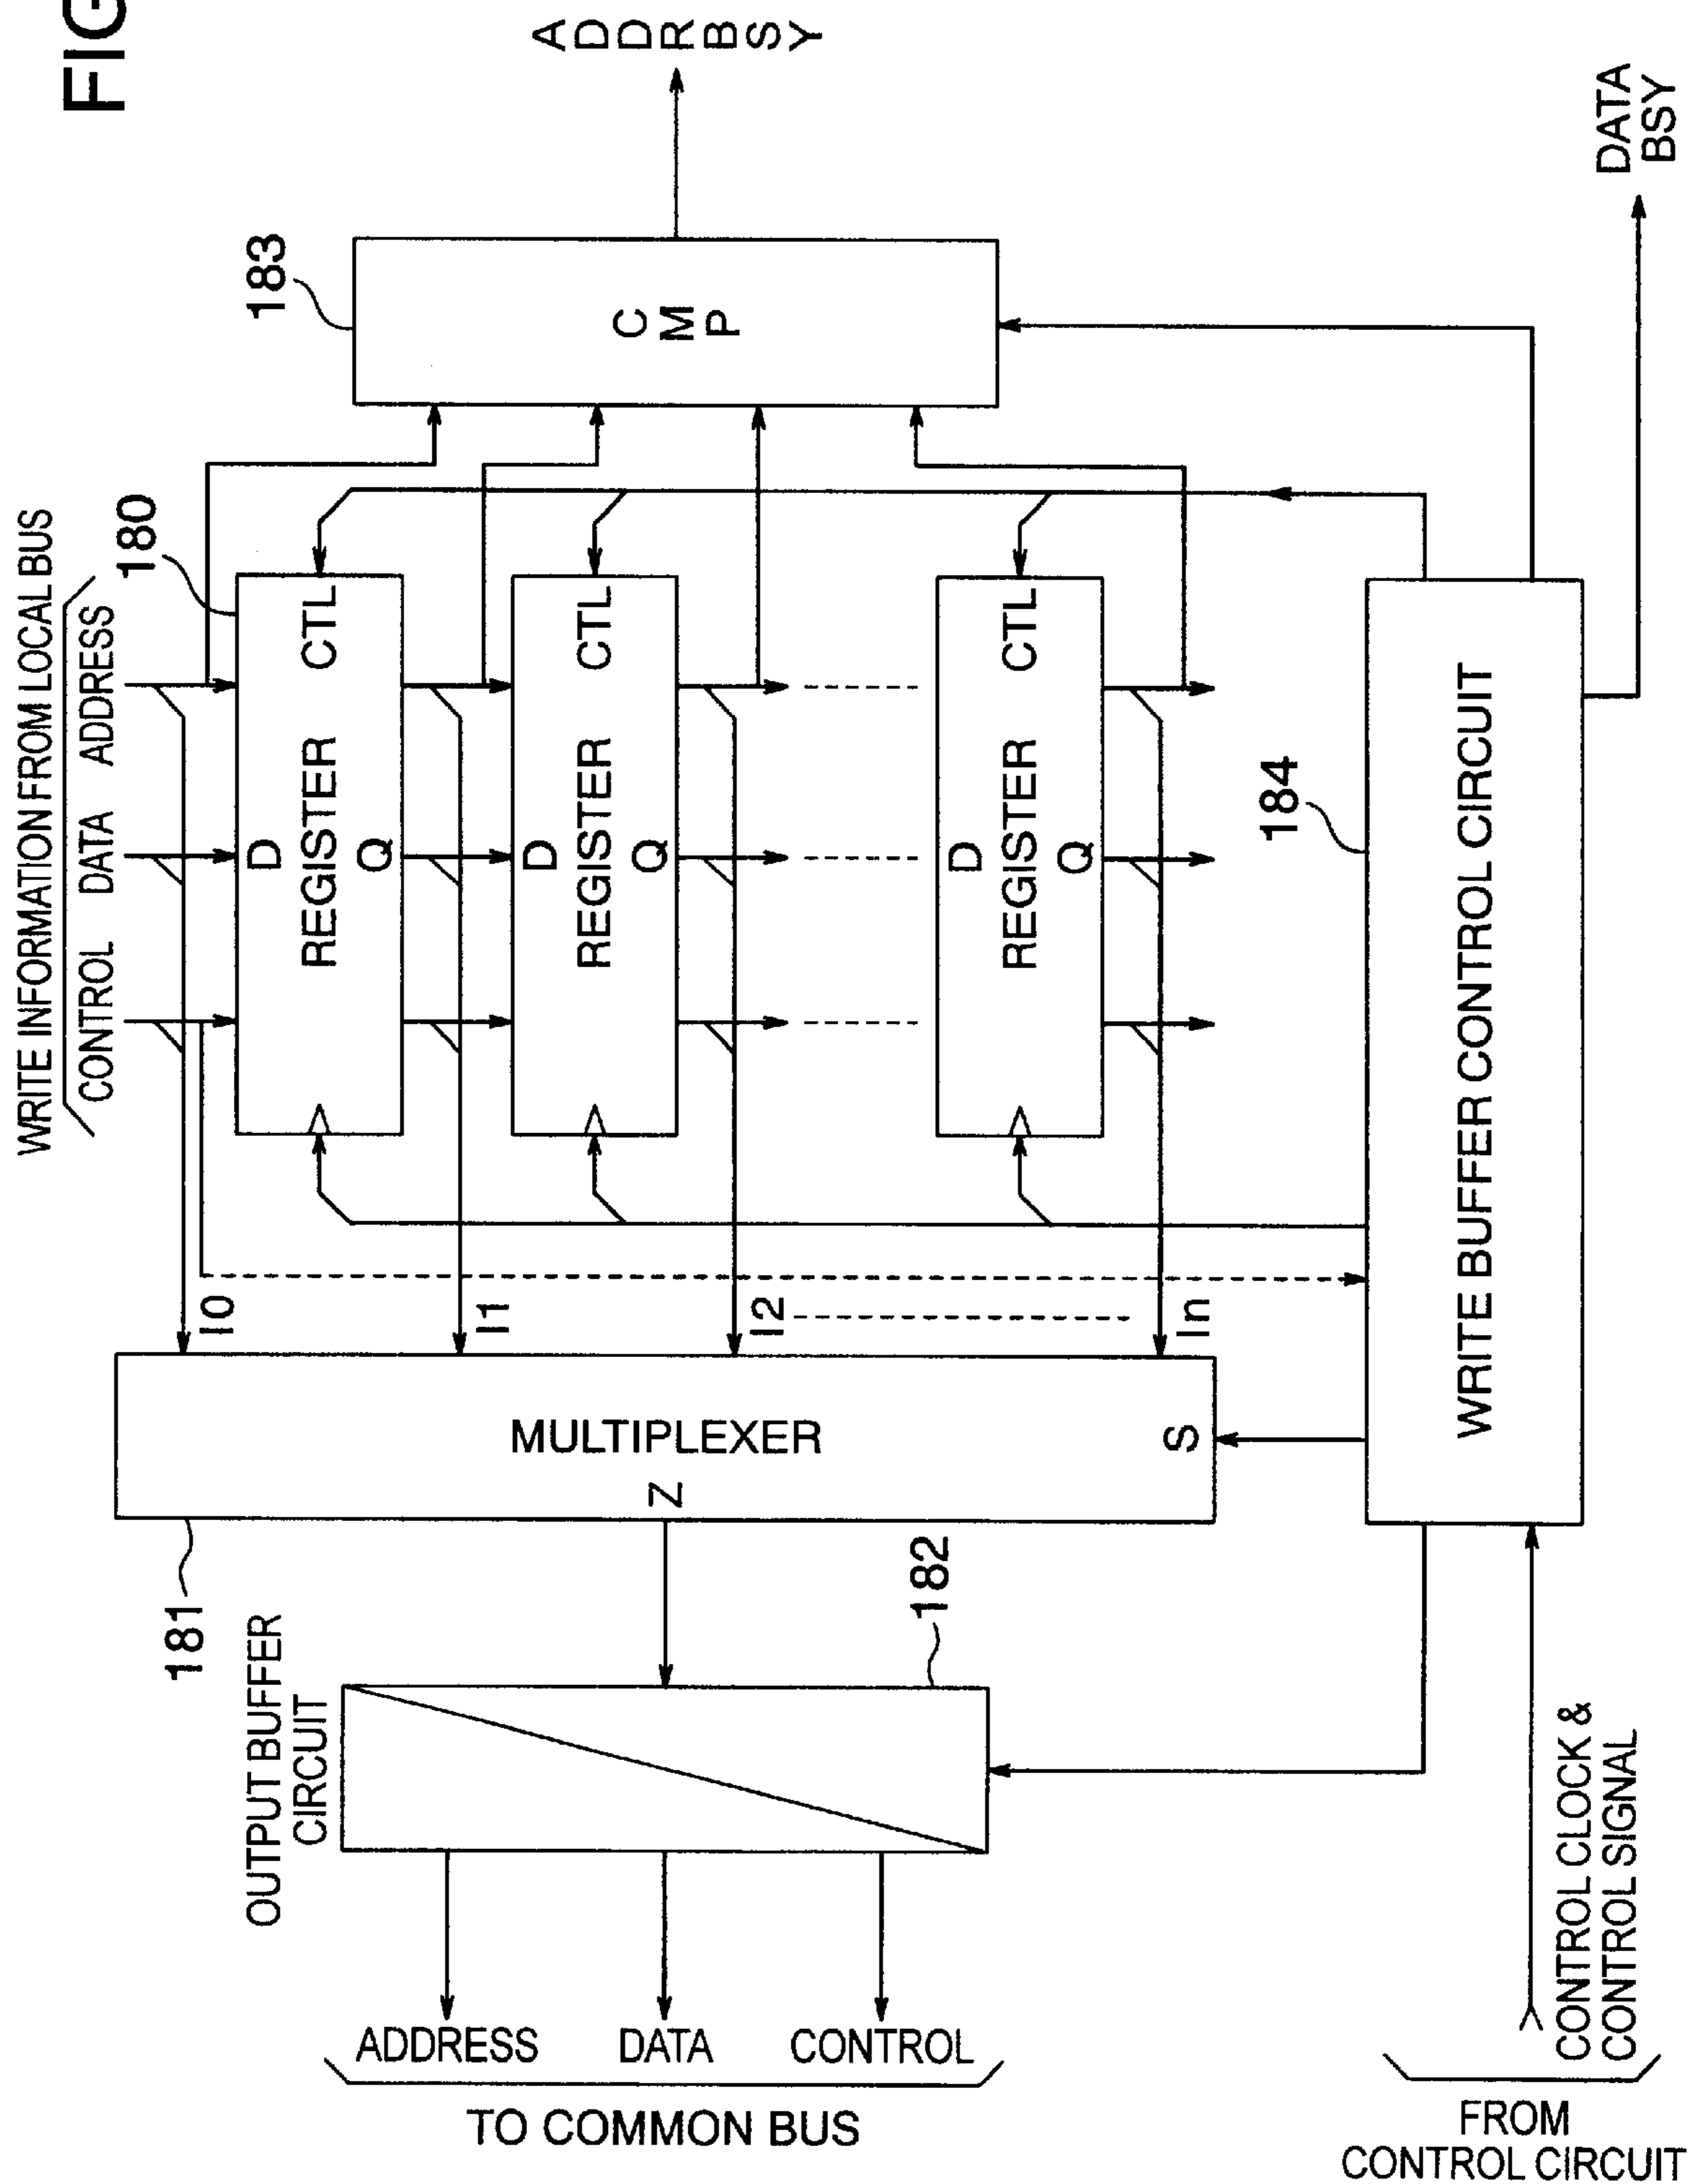 FIG
WRITE INFORMATION FROM LOCAL BUS
CONTROL DATA ADDRESS
180
D
REGISTER CTL
Q
D
REGISTER CTL
Q
D
REGISTER CTL
Q
183
CMP
ADDRBSY
I0
I1
I2
In
MULTIPLEXER
Z
S
181
OUTPUT BUFFER
CIRCUIT
182
ADDRESS
DATA
CONTROL
TO COMMON BUS
184
WRITE BUFFER CONTROL CIRCUIT
DATA
BSY
CONTROL CLOCK &
CONTROL SIGNAL
FROM
CONTROL CIRCUIT